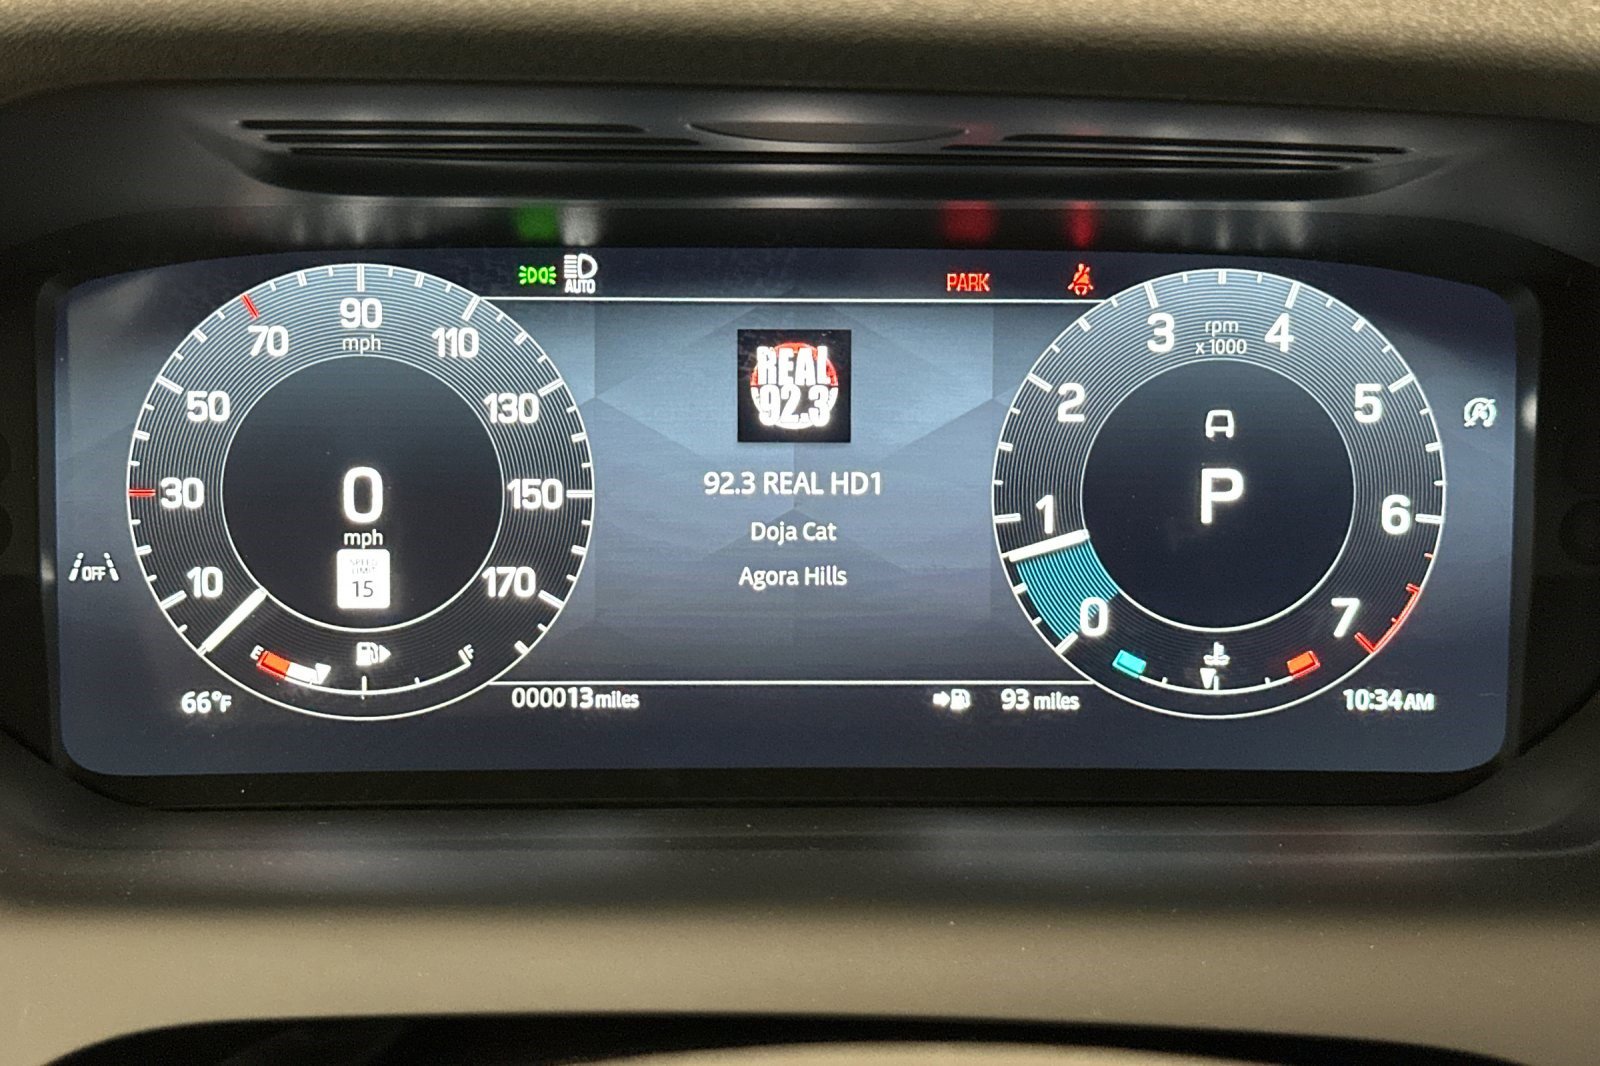 AUTO
PARK
10
30
50
70
90
mph
110
130
150
170
0
mph
SPEED
LIMIT
15
E
F
66°F
000013 miles
REAL
92.3
92.3 REAL HD1
Doja Cat
Agora Hills
93 miles
0
1
2
3
4
5
6
7
rpm
x 1000
P
A
OFF
10:34 AM